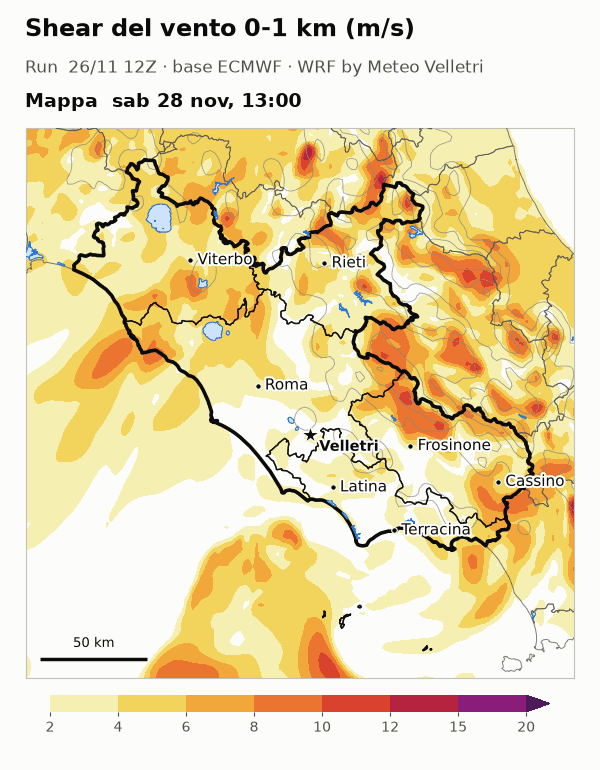 Shear del vento 0-1 km (m/s)
Run  26/11 12Z · base ECMWF · WRF by Meteo Velletri
Mappa  sab 28 nov, 13:00
Viterbo
Rieti
Roma
Velletri
Frosinone
Latina
Cassino
Terracina
50 km
2 4 6 8 10 12 15 20